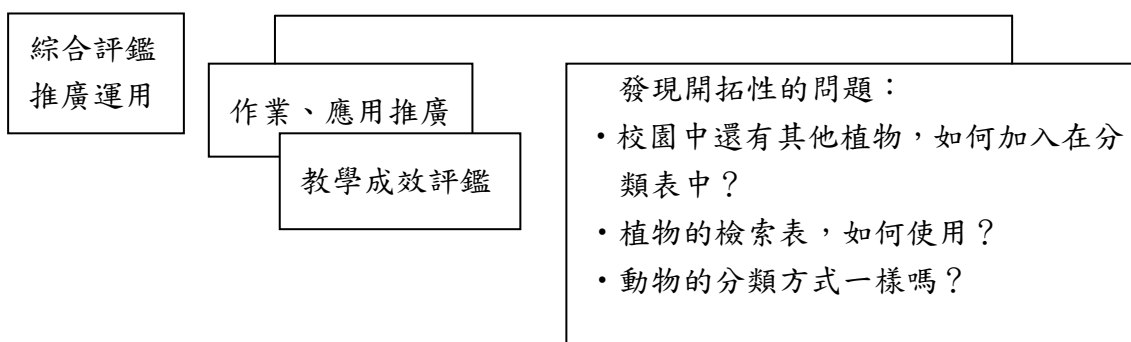 綜合評鑑
推廣運用
作業、應用推廣
教學成效評鑑
發現開拓性的問題：
‧校園中還有其他植物，如何加入在分
類表中？
‧植物的檢索表，如何使用？
‧動物的分類方式一樣嗎？